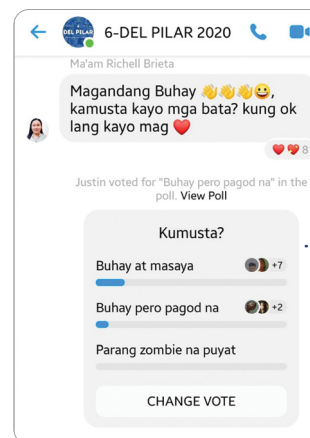 6-DEL PILAR 2020
DEL PILAR
Ma'am Richell Brieta
Magandang Buhay 👋👋👋😀,
kamusta kayo mga bata? kung ok
lang kayo mag ❤️
8
Justin voted for "Buhay pero pagod na" in the
poll. View Poll
Kumusta?
Buhay at masaya +7
Buhay pero pagod na +2
Parang zombie na puyat
CHANGE VOTE